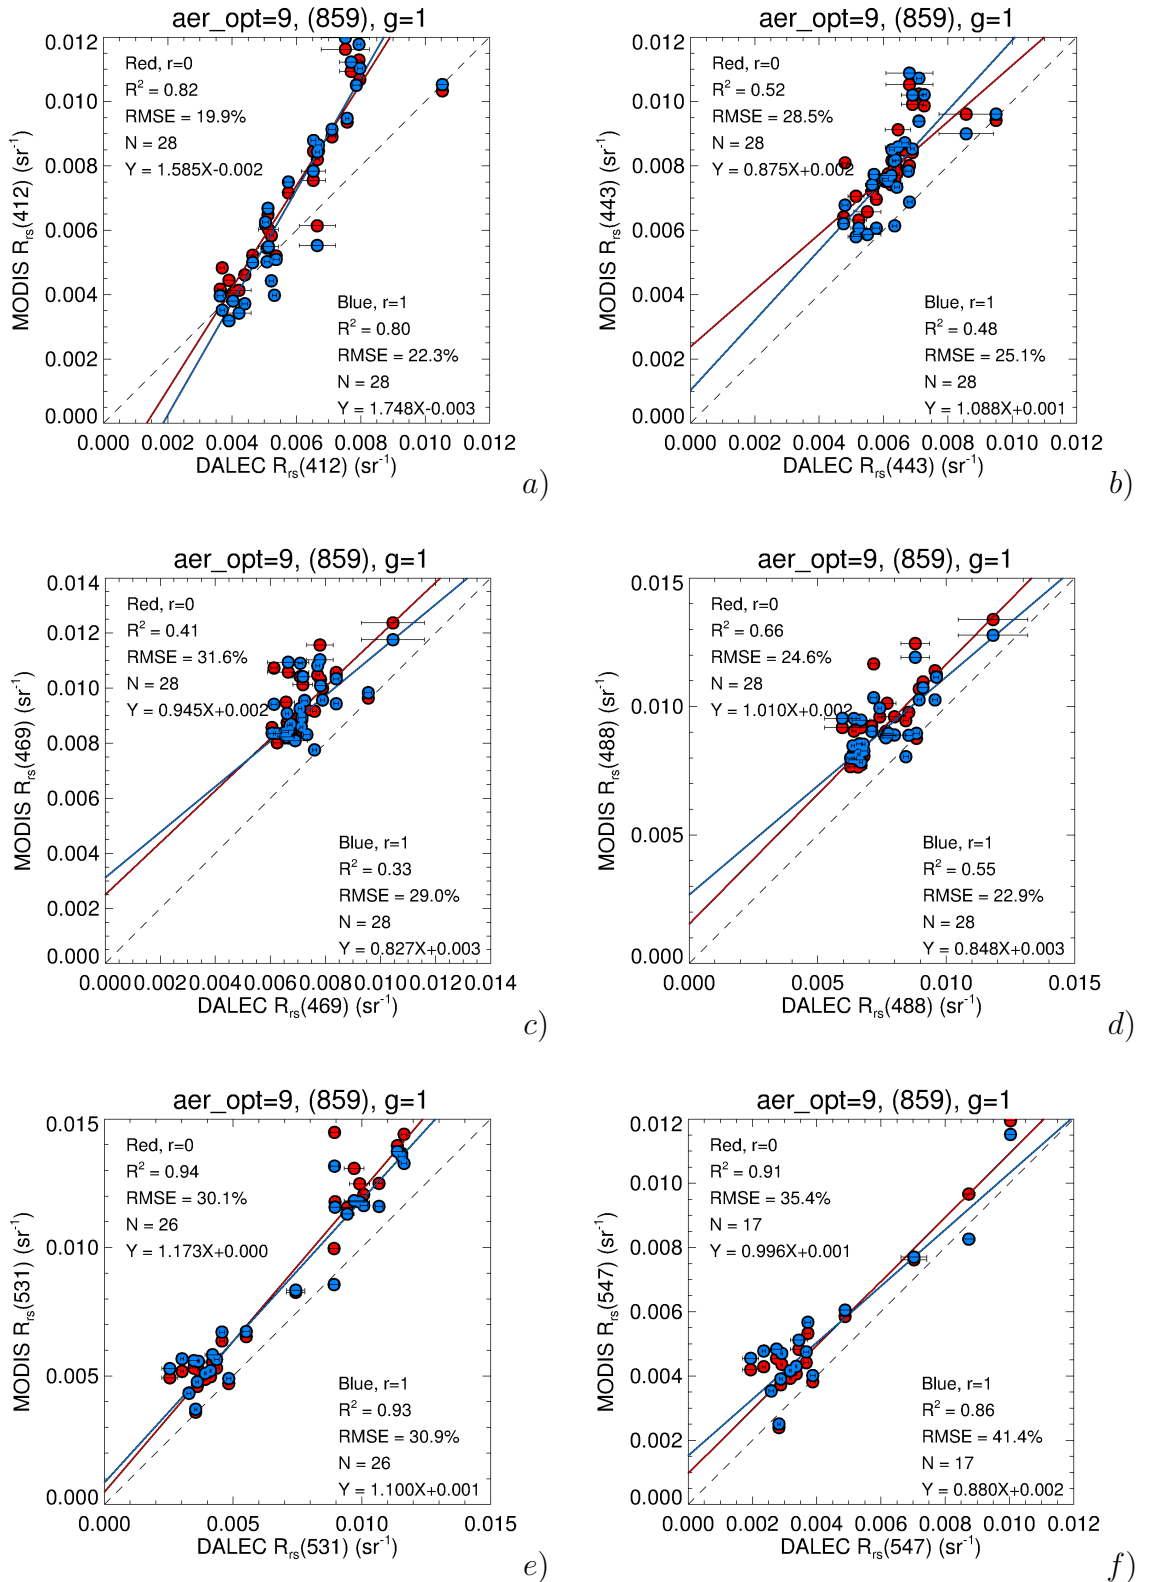 aer_opt=9, (859), g=1
0.012
0.010
0.008
0.006
0.004
0.002
0.000
MODIS Rrs(412) (sr-1)
Red, r=0
R2 = 0.82
RMSE = 19.9%
N = 28
Y = 1.585X-0.002
Blue, r=1
R2 = 0.80
RMSE = 22.3%
N = 28
Y = 1.748X-0.003
0.000 0.002 0.004 0.006 0.008 0.010 0.012
DALEC Rrs(412) (sr-1)
a)
aer_opt=9, (859), g=1
0.012
0.010
0.008
0.006
0.004
0.002
0.000
MODIS Rrs(443) (sr-1)
Red, r=0
R2 = 0.52
RMSE = 28.5%
N = 28
Y = 0.875X+0.002
Blue, r=1
R2 = 0.48
RMSE = 25.1%
N = 28
Y = 1.088X+0.001
0.000 0.002 0.004 0.006 0.008 0.010 0.012
DALEC Rrs(443) (sr-1)
b)
aer_opt=9, (859), g=1
0.014
0.012
0.010
0.008
0.006
0.004
0.002
0.000
MODIS Rrs(469) (sr-1)
Red, r=0
R2 = 0.41
RMSE = 31.6%
N = 28
Y = 0.945X+0.002
Blue, r=1
R2 = 0.33
RMSE = 29.0%
N = 28
Y = 0.827X+0.003
0.000 0.002 0.004 0.006 0.008 0.010 0.012 0.014
DALEC Rrs(469) (sr-1)
c)
aer_opt=9, (859), g=1
0.015
0.010
0.005
0.000
MODIS Rrs(488) (sr-1)
Red, r=0
R2 = 0.66
RMSE = 24.6%
N = 28
Y = 1.010X+0.002
Blue, r=1
R2 = 0.55
RMSE = 22.9%
N = 28
Y = 0.848X+0.003
0.000 0.005 0.010 0.015
DALEC Rrs(488) (sr-1)
d)
aer_opt=9, (859), g=1
0.015
0.010
0.005
0.000
MODIS Rrs(531) (sr-1)
Red, r=0
R2 = 0.94
RMSE = 30.1%
N = 26
Y = 1.173X+0.000
Blue, r=1
R2 = 0.93
RMSE = 30.9%
N = 26
Y = 1.100X+0.001
0.000 0.005 0.010 0.015
DALEC Rrs(531) (sr-1)
e)
aer_opt=9, (859), g=1
0.012
0.010
0.008
0.006
0.004
0.002
0.000
MODIS Rrs(547) (sr-1)
Red, r=0
R2 = 0.91
RMSE = 35.4%
N = 17
Y = 0.996X+0.001
Blue, r=1
R2 = 0.86
RMSE = 41.4%
N = 17
Y = 0.880X+0.002
0.000 0.002 0.004 0.006 0.008 0.010 0.012
DALEC Rrs(547) (sr-1)
f)